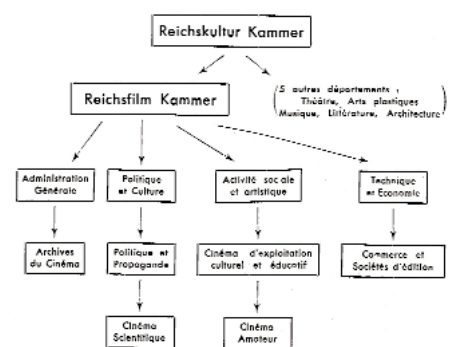 Reichskultur Kammer
Reichsfilm Kammer
(5 autres départements :
Théâtre, Arts plastiques
Musique, Littérature, Architecture)
Administration
Générale
Politique
et Culture
Activité sociale
et artistique
Technique
et Economie
Archives
du Cinéma
Politique et
Propagande
Cinéma d'exploitation
culturel et éducatif
Commerce et
Sociétés d'édition
Cinéma
Scientifique
Cinéma
Amateur